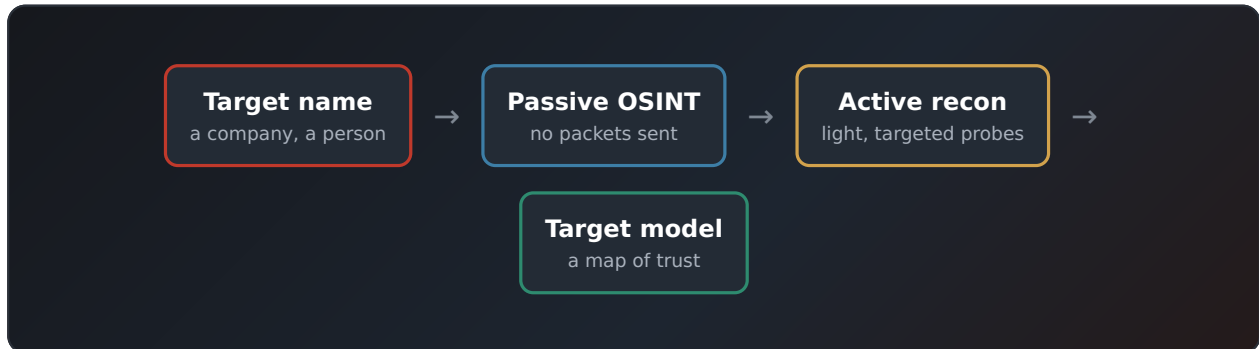 Target name
a company, a person
→
Passive OSINT
no packets sent
→
Active recon
light, targeted probes
→
Target model
a map of trust